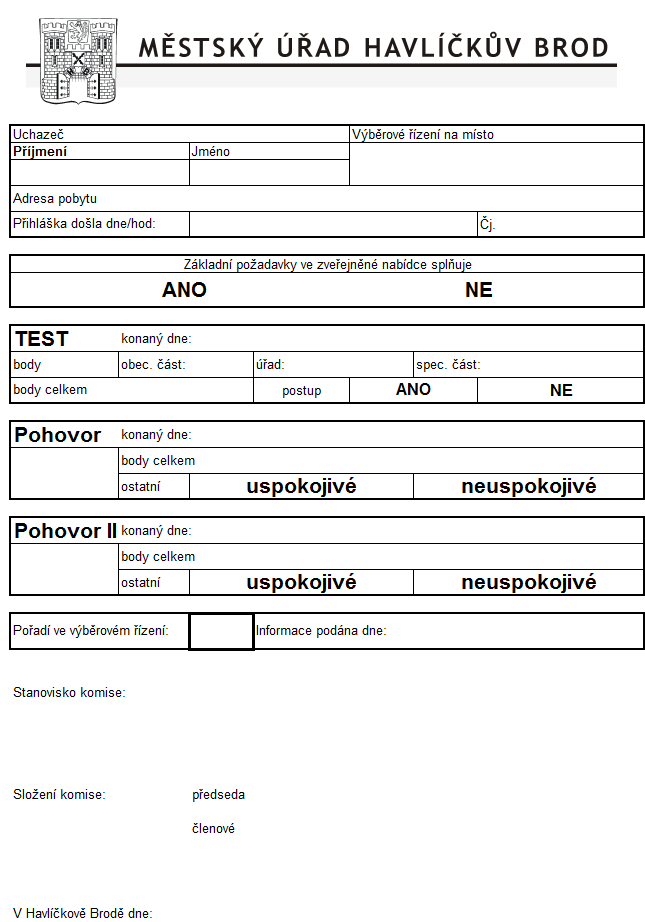 MĚSTSKÝ ÚŘAD HAVLÍČKŮV BROD
Uchazeč Výběrové řízení na místo
Příjmení Jméno
Adresa pobytu
Přihláška došla dne/hod: Čj.
Základní požadavky ve zveřejněné nabídce splňuje
ANO NE
TEST konaný dne:
body obec. část: úřad: spec. část:
body celkem postup ANO NE
Pohovor konaný dne:
body celkem
ostatní uspokojivé neuspokojivé
Pohovor II konaný dne:
body celkem
ostatní uspokojivé neuspokojivé
Pořadí ve výběrovém řízení: Informace podána dne:
Stanovisko komise:
Složení komise: předseda
členové
V Havlíčkově Brodě dne: